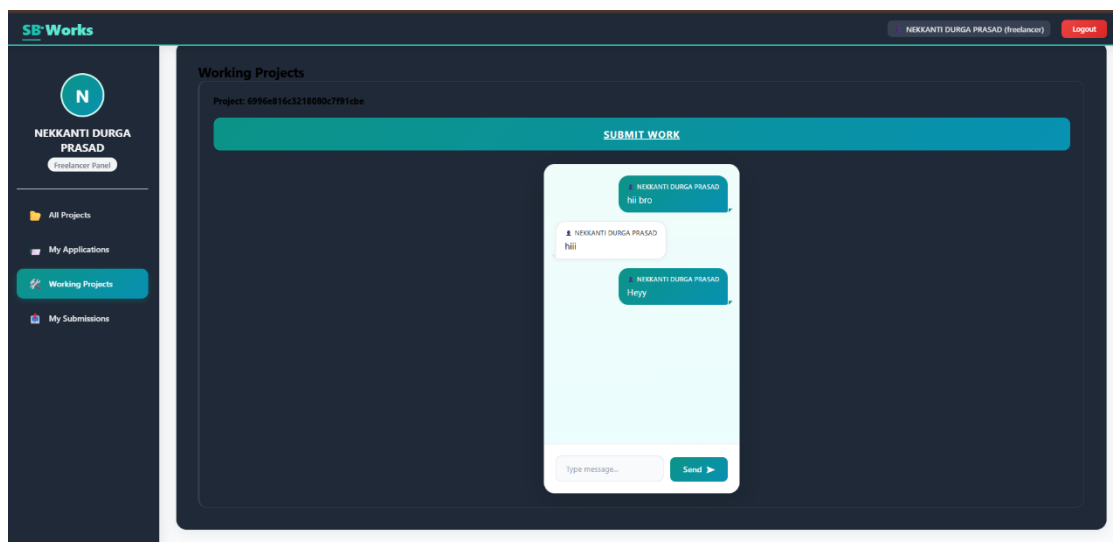 SB Works
NEKKANTI DURGA PRASAD (freelancer)
Logout
N
NEKKANTI DURGA
PRASAD
Freelancer Panel
All Projects
My Applications
Working Projects
My Submissions
Working Projects
Project: 6996e816c3218080c7f91cbe
SUBMIT WORK
NEKKANTI DURGA PRASAD
hii bro
NEKKANTI DURGA PRASAD
hiii
NEKKANTI DURGA PRASAD
Heyy
Type message...
Send